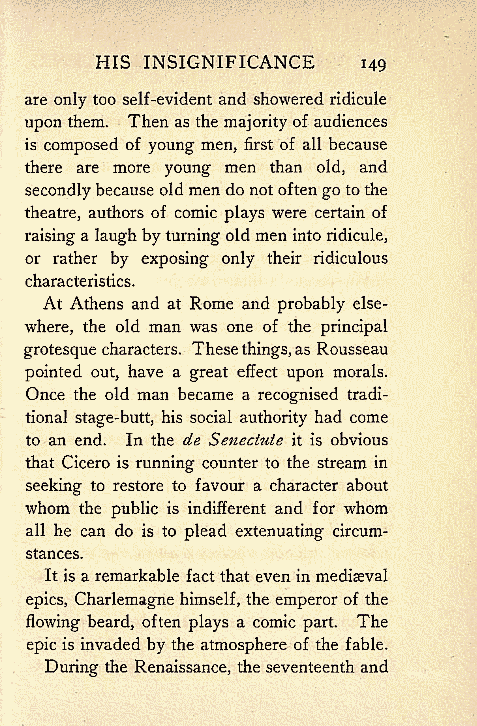 HIS INSIGNIFICANCE 149
are only too self-evident and showered ridicule
upon them. Then as the majority of audiences
is composed of young men, first of all because
there are more young men than old, and
secondly because old men do not often go to the
theatre, authors of comic plays were certain of
raising a laugh by turning old men into ridicule,
or rather by exposing only their ridiculous
characteristics.
At Athens and at Rome and probably else-
where, the old man was one of the principal
grotesque characters. These things, as Rousseau
pointed out, have a great effect upon morals.
Once the old man became a recognised tradi-
tional stage-butt, his social authority had come
to an end. In the de Senectute it is obvious
that Cicero is running counter to the stream in
seeking to restore to favour a character about
whom the public is indifferent and for whom
all he can do is to plead extenuating circum-
stances.
It is a remarkable fact that even in mediæval
epics, Charlemagne himself, the emperor of the
flowing beard, often plays a comic part. The
epic is invaded by the atmosphere of the fable.
During the Renaissance, the seventeenth and